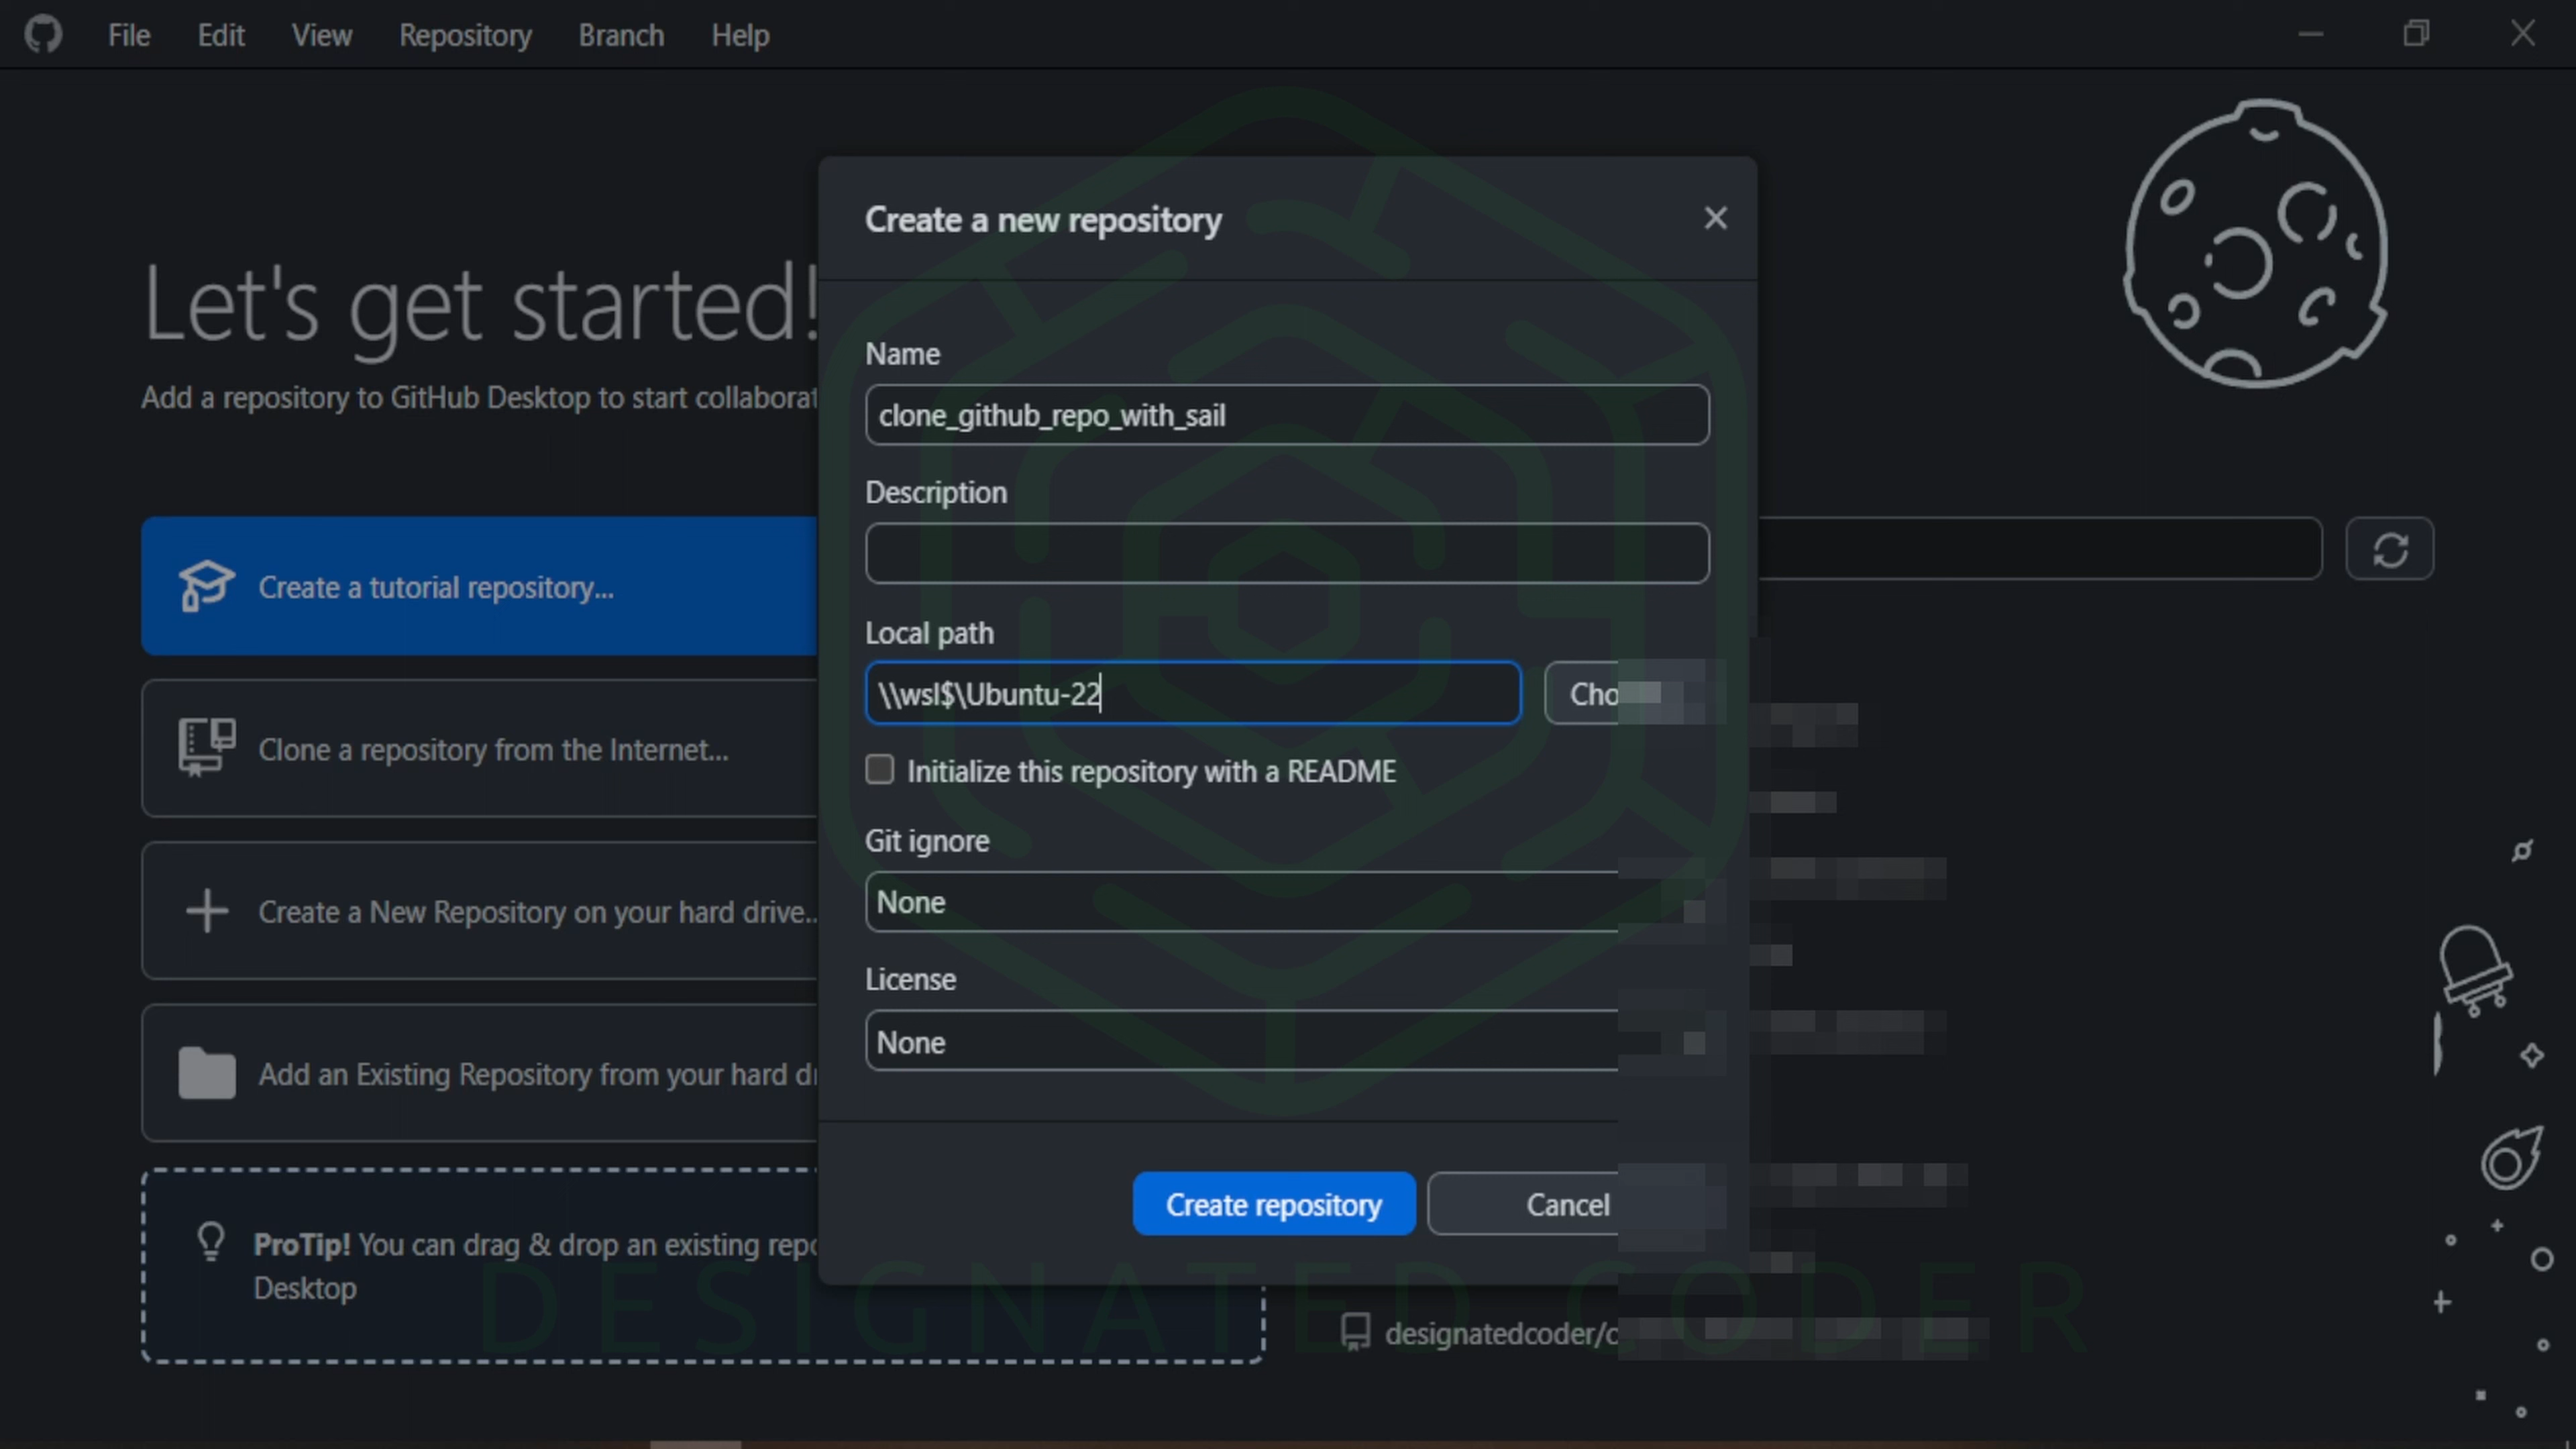 File Edit View Repository Branch Help
Let's get started!
Add a repository to GitHub Desktop to start collaborat
Create a tutorial repository...
Clone a repository from the Internet...
Create a New Repository on your hard drive..
Add an Existing Repository from your hard dr
ProTip! You can drag & drop an existing repo
Desktop
Create a new repository
Name
clone_github_repo_with_sail
Description
Local path
\\wsl$\Ubuntu-22
Cho
Initialize this repository with a README
Git ignore
None
License
None
Create repository
Cancel
designatedcoder/c
DESIGNATED CODER